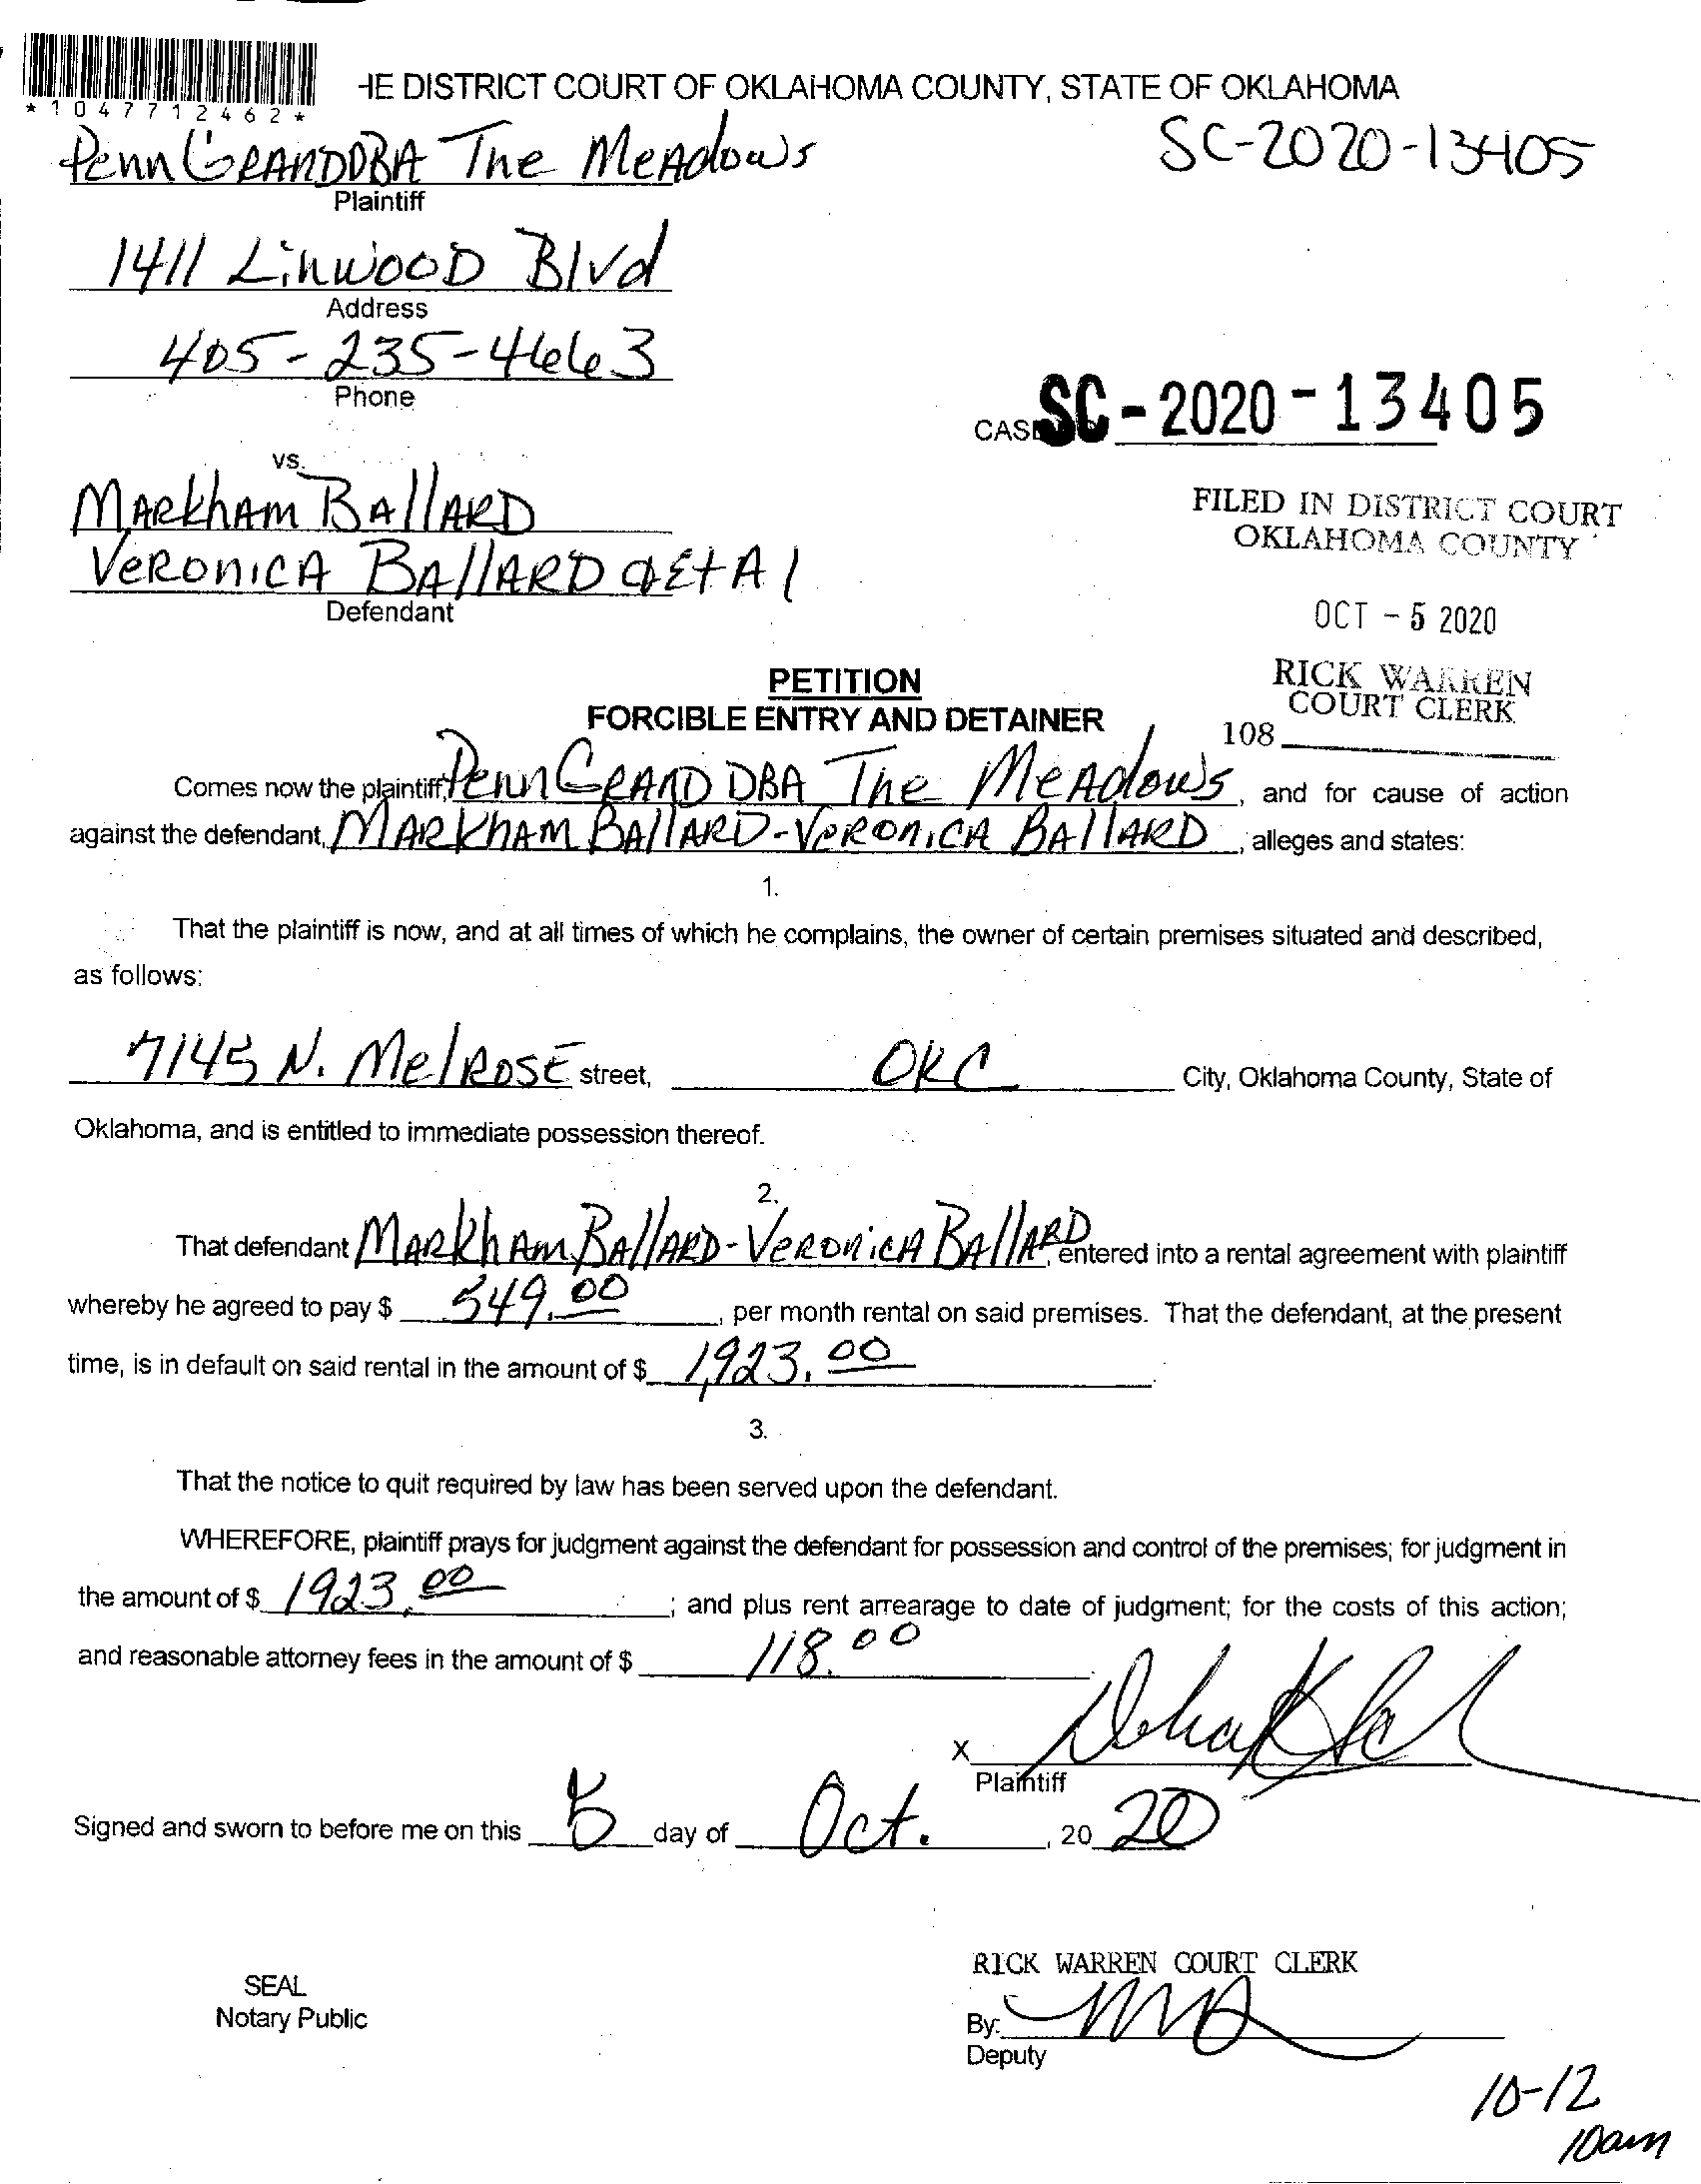 *1047712462*
HE DISTRICT COURT OF OKLAHOMA COUNTY, STATE OF OKLAHOMA
Penn Grand DBA The Meadows
SC-2020-13405
Plaintiff
1411 Linwood Blvd
Address
405-235-4663
Phone
CASE SC-2020-13405
vs.
Markham Ballard
Veronica Ballard et Al
Defendant
FILED IN DISTRICT COURT
OKLAHOMA COUNTY
OCT - 5 2020
RICK WARREN
COURT CLERK
108
PETITION
FORCIBLE ENTRY AND DETAINER
Comes now the plaintiff, Penn Grand DBA The Meadows, and for cause of action
against the defendant, Markham Ballard-Veronica Ballard, alleges and states:
1.
That the plaintiff is now, and at all times of which he complains, the owner of certain premises situated and described,
as follows:
7145 N. Melrose street, OKC City, Oklahoma County, State of
Oklahoma, and is entitled to immediate possession thereof.
2.
That defendant Markham Ballard-Veronica Ballard, entered into a rental agreement with plaintiff
whereby he agreed to pay $ 549.00, per month rental on said premises. That the defendant, at the present
time, is in default on said rental in the amount of $ 1,923.00.
3.
That the notice to quit required by law has been served upon the defendant.
WHEREFORE, plaintiff prays for judgment against the defendant for possession and control of the premises; for judgment in
the amount of $ 1923.00; and plus rent arrearage to date of judgment; for the costs of this action;
and reasonable attorney fees in the amount of $ 118.00
X
Plaintiff
Signed and sworn to before me on this 5 day of Oct., 20 20
RICK WARREN COURT CLERK
SEAL
Notary Public
By:
Deputy
10-12
10am